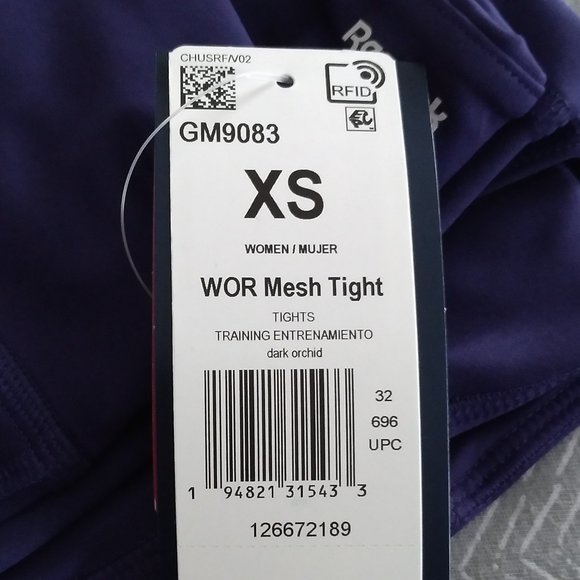 CHUSRF/V02
RFID
GM9083
XS
WOMEN / MUJER
WOR Mesh Tight
TIGHTS
TRAINING ENTRENAMIENTO
dark orchid
32
696
UPC
1 94821 31543 3
126672189